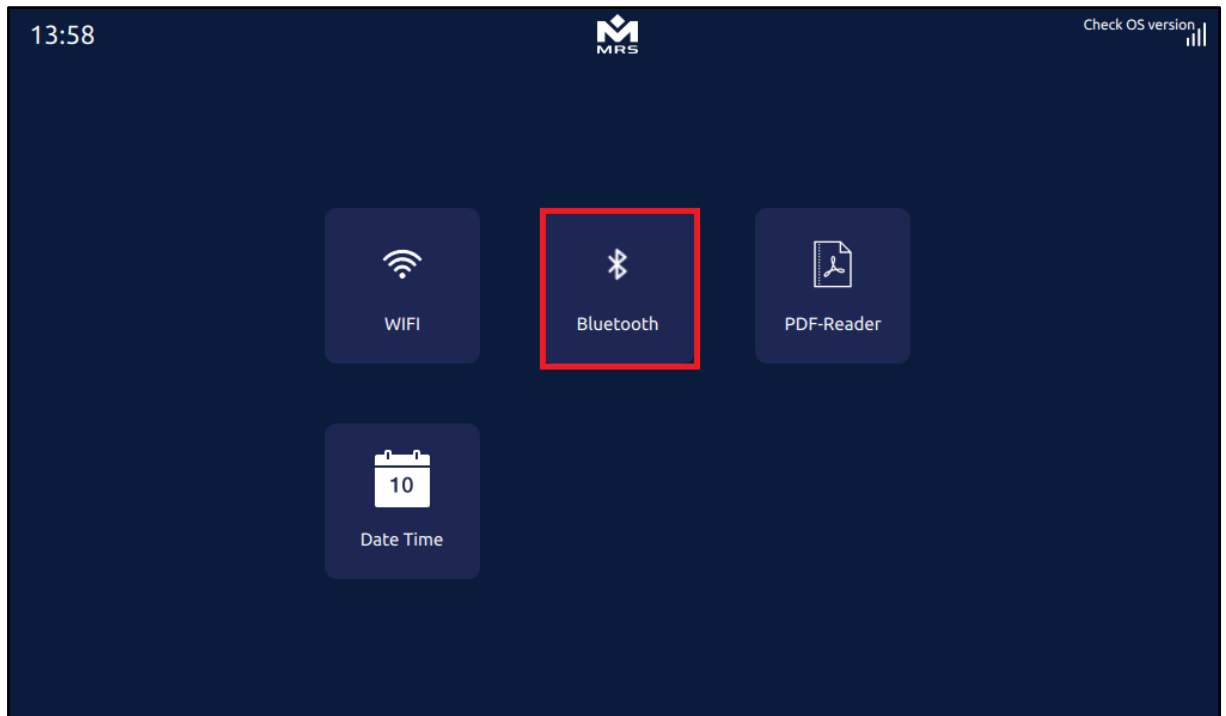 13:58
MRS
Check OS version
WIFI
Bluetooth
PDF-Reader
10
Date Time